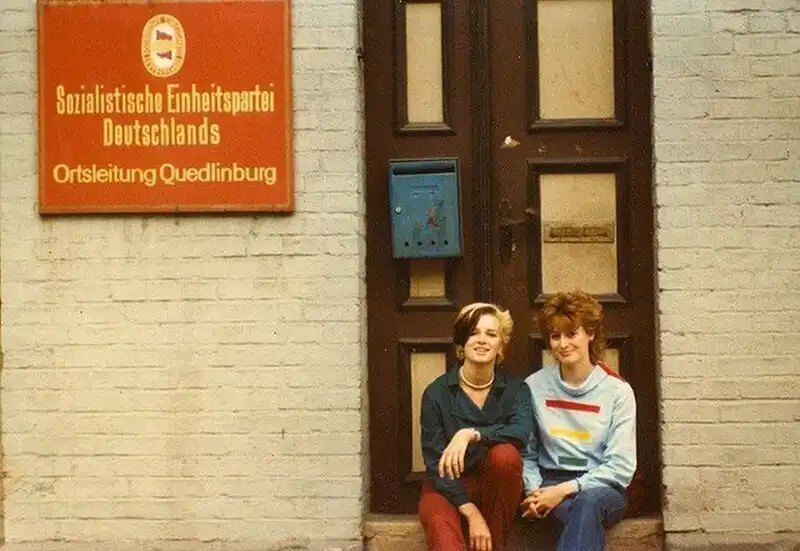 Sozialistische Einheitspartei
Deutschlands
Ortsleitung Quedlinburg